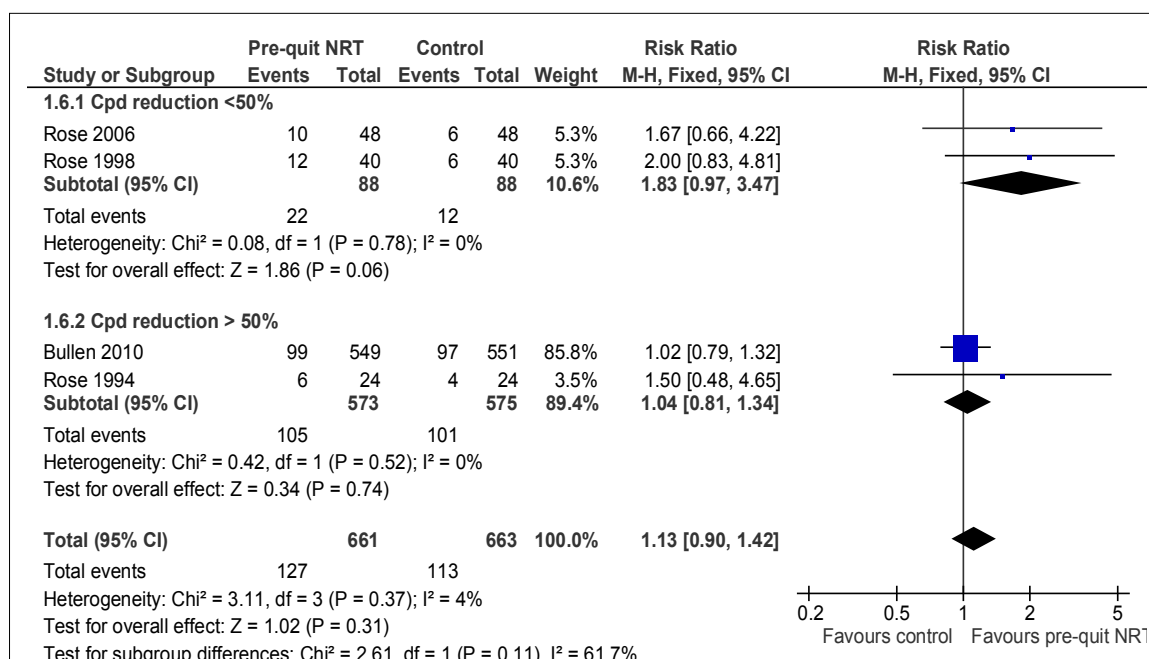 Pre-quit NRT Control Risk Ratio Risk Ratio
Study or Subgroup Events Total Events Total Weight M-H, Fixed, 95% CI M-H, Fixed, 95% CI
1.6.1 Cpd reduction <50%
Rose 2006 10 48 6 48 5.3% 1.67 [0.66, 4.22]
Rose 1998 12 40 6 40 5.3% 2.00 [0.83, 4.81]
Subtotal (95% CI) 88 88 10.6% 1.83 [0.97, 3.47]
Total events 22 12
Heterogeneity: Chi² = 0.08, df = 1 (P = 0.78); I² = 0%
Test for overall effect: Z = 1.86 (P = 0.06)
1.6.2 Cpd reduction > 50%
Bullen 2010 99 549 97 551 85.8% 1.02 [0.79, 1.32]
Rose 1994 6 24 4 24 3.5% 1.50 [0.48, 4.65]
Subtotal (95% CI) 573 575 89.4% 1.04 [0.81, 1.34]
Total events 105 101
Heterogeneity: Chi² = 0.42, df = 1 (P = 0.52); I² = 0%
Test for overall effect: Z = 0.34 (P = 0.74)
Total (95% CI) 661 663 100.0% 1.13 [0.90, 1.42]
Total events 127 113
Heterogeneity: Chi² = 3.11, df = 3 (P = 0.37); I² = 4%
Test for overall effect: Z = 1.02 (P = 0.31)
Test for subgroup differences: Chi² = 2.61, df = 1 (P = 0.11), I² = 61.7%
0.2 0.5 1 2 5
Favours control Favours pre-quit NRT